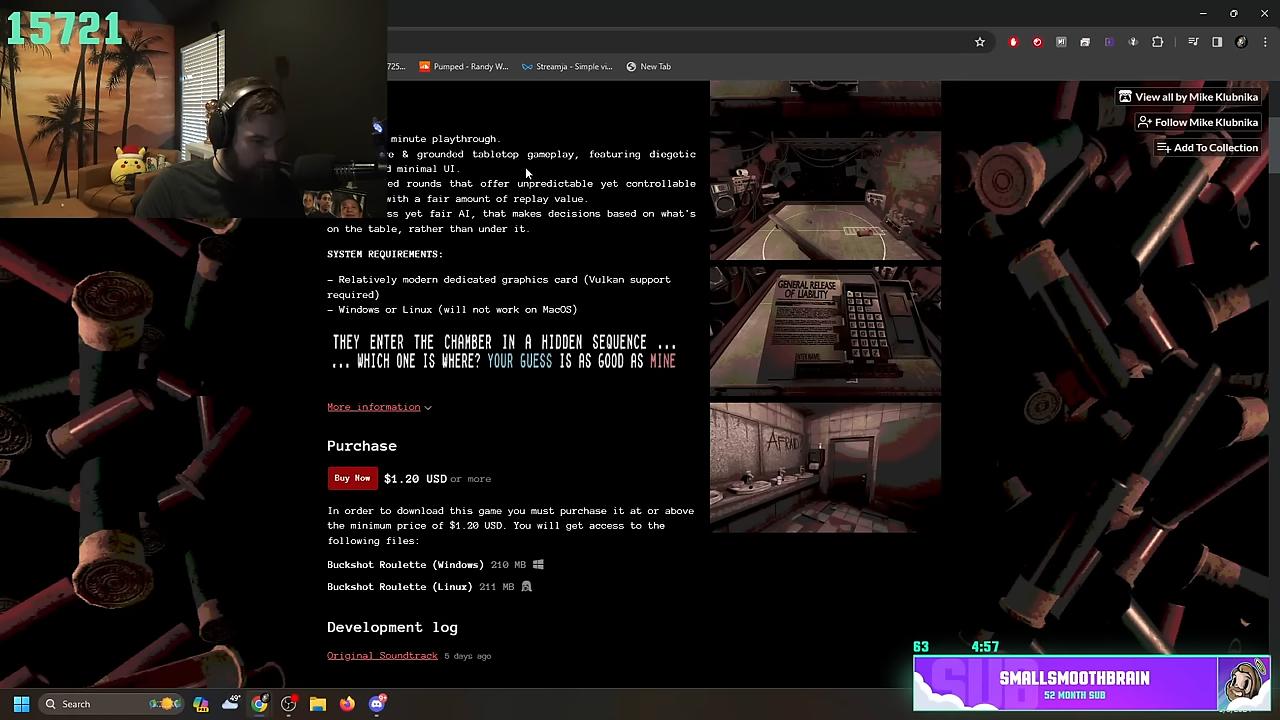 15721
725...
Pumped - Randy W...
Streamja - Simple vi...
New Tab
View all by Mike Klubnika
Follow Mike Klubnika
Add To Collection
minute playthrough.
& grounded tabletop gameplay, featuring diegetic
minimal UI.
rounds that offer unpredictable yet controllable
with a fair amount of replay value.
yet fair AI, that makes decisions based on what's
on the table, rather than under it.
SYSTEM REQUIREMENTS:
- Relatively modern dedicated graphics card (Vulkan support
required)
- Windows or Linux (will not work on MacOS)
THEY ENTER THE CHAMBER IN A HIDDEN SEQUENCE ...
... WHICH ONE IS WHERE? YOUR GUESS IS AS GOOD AS MINE
GENERAL RELEASE
OF LIABILITY
ENTER NAME:
More information
AFRAID
Purchase
Buy Now $1.20 USD or more
In order to download this game you must purchase it at or above
the minimum price of $1.20 USD. You will get access to the
following files:
Buckshot Roulette (Windows) 210 MB
Buckshot Roulette (Linux) 211 MB
Development log
Original Soundtrack 5 days ago
63 4:57
SUB
SMALLSMOOTHBRAIN
52 MONTH SUB
Search
49°